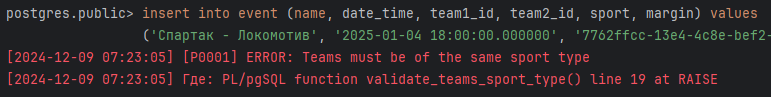 postgres.public> insert into event (name, date_time, team1_id, team2_id, sport, margin) values
('Спартак - Локомотив', '2025-01-04 18:00:00.000000', '7762ffcc-13e4-4c8e-bef2-
[2024-12-09 07:23:05] [P0001] ERROR: Teams must be of the same sport type
[2024-12-09 07:23:05] Где: PL/pgSQL function validate_teams_sport_type() line 19 at RAISE